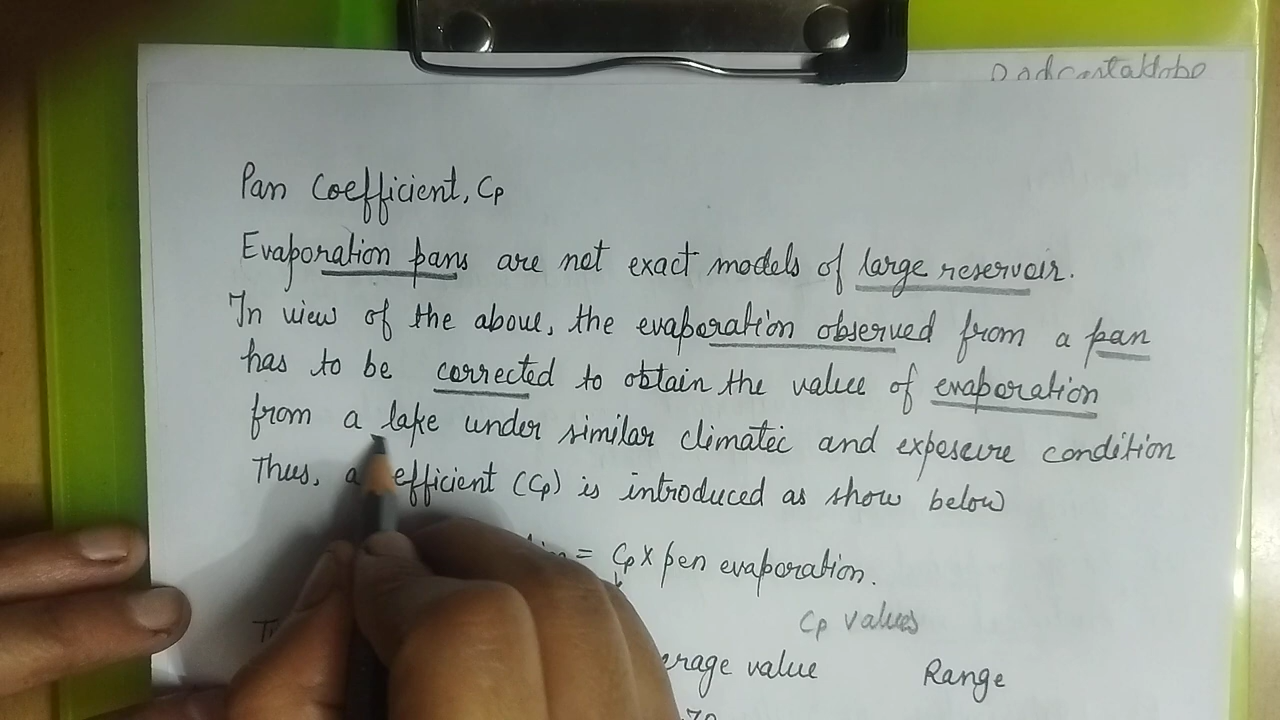 Pan Coefficient, Cp
Evaporation pans are not exact models of large reservoir.
In view of the above, the evaporation observed from a pan
has to be corrected to obtain the value of evaporation
from a lake under similar climatic and exposure condition
Thus, a efficient (Cp) is introduced as show below
= Cp x pen evaporation.
Cp values
value Range